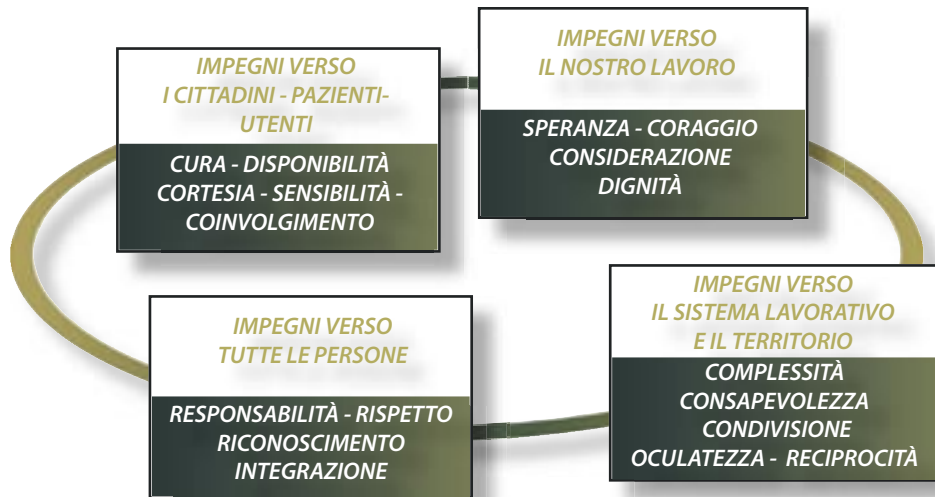 IMPEGNI VERSO
I CITTADINI - PAZIENTI-
UTENTI
CURA - DISPONIBILITÀ
CORTESIA - SENSIBILITÀ -
COINVOLGIMENTO
IMPEGNI VERSO
IL NOSTRO LAVORO
SPERANZA - CORAGGIO
CONSIDERAZIONE
DIGNITÀ
IMPEGNI VERSO
TUTTE LE PERSONE
RESPONSABILITÀ - RISPETTO
RICONOSCIMENTO
INTEGRAZIONE
IMPEGNI VERSO
IL SISTEMA LAVORATIVO
E IL TERRITORIO
COMPLESSITÀ
CONSAPEVOLEZZA
CONDIVISIONE
OCULATEZZA - RECIPROCITÀ